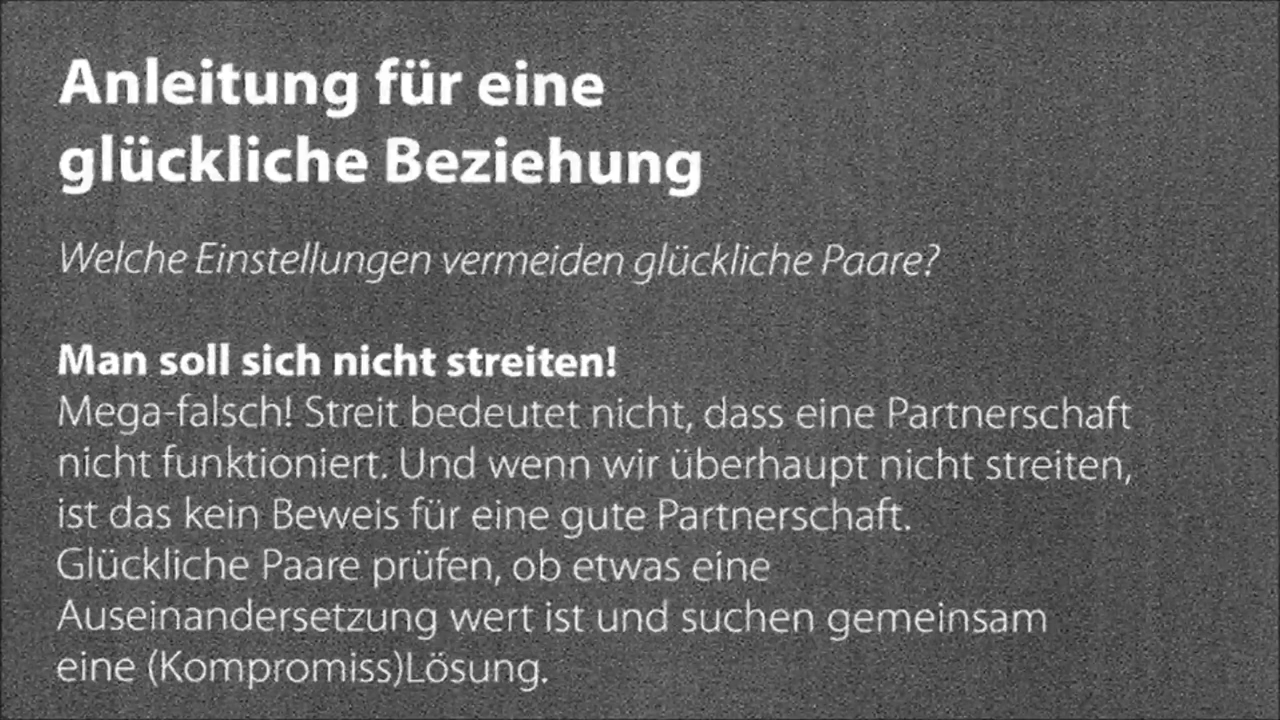 Anleitung für eine
glückliche Beziehung
Welche Einstellungen vermeiden glückliche Paare?
Man soll sich nicht streiten!
Mega-falsch! Streit bedeutet nicht, dass eine Partnerschaft
nicht funktioniert. Und wenn wir überhaupt nicht streiten,
ist das kein Beweis für eine gute Partnerschaft.
Glückliche Paare prüfen, ob etwas eine
Auseinandersetzung wert ist und suchen gemeinsam
eine (Kompromiss)Lösung.